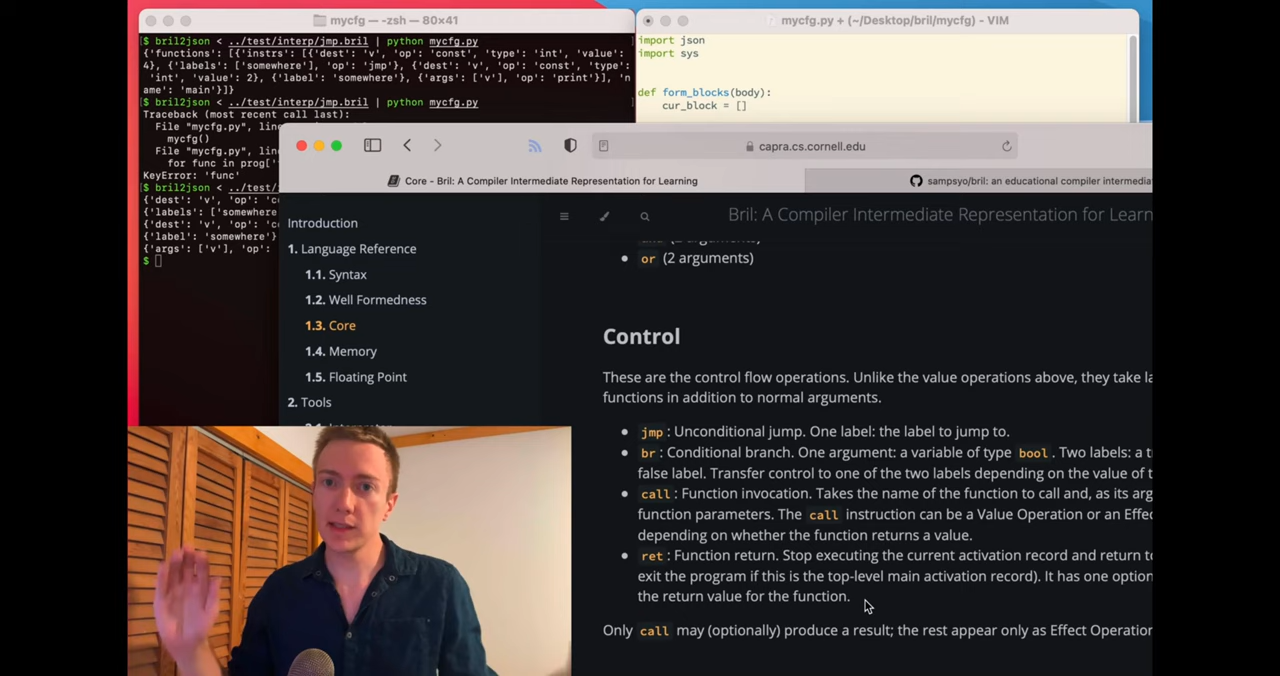 mycfg — -zsh — 80×41
$ bril2json < ../test/interp/jmp.bril | python mycfg.py
{'functions': [{'instrs': [{'dest': 'v', 'op': 'const', 'type': 'int', 'value':
4}, {'labels': ['somewhere'], 'op': 'jmp'}, {'dest': 'v', 'op': 'const', 'type':
'int', 'value': 2}, {'label': 'somewhere'}, {'args': ['v'], 'op': 'print'}], 'n
ame': 'main'}]}
$ bril2json < ../test/interp/jmp.bril | python mycfg.py
Traceback (most recent call last):
File "mycfg.py", line
mycfg()
File "mycfg.py", line
for func in prog['
KeyError: 'func'
$ bril2json < ../test/
{'dest': 'v', 'op': 'co
{'labels': ['somewhere'
{'dest': 'v', 'op': 'co
{'label': 'somewhere'}
{'args': ['v'], 'op':
$
mycfg.py + (~/Desktop/bril/mycfg) - VIM
import json
import sys
def form_blocks(body):
cur_block = []
capra.cs.cornell.edu
Core - Bril: A Compiler Intermediate Representation for Learning
sampsyo/bril: an educational compiler intermedia
Introduction
1. Language Reference
1.1. Syntax
1.2. Well Formedness
1.3. Core
1.4. Memory
1.5. Floating Point
2. Tools
Bril: A Compiler Intermediate Representation for Learn
or (2 arguments)
Control
These are the control flow operations. Unlike the value operations above, they take la
functions in addition to normal arguments.
jmp: Unconditional jump. One label: the label to jump to.
br: Conditional branch. One argument: a variable of type bool. Two labels: a t
false label. Transfer control to one of the two labels depending on the value of t
call: Function invocation. Takes the name of the function to call and, as its arg
function parameters. The call instruction can be a Value Operation or an Effec
depending on whether the function returns a value.
ret: Function return. Stop executing the current activation record and return to
exit the program if this is the top-level main activation record). It has one option
the return value for the function.
Only call may (optionally) produce a result; the rest appear only as Effect Operation